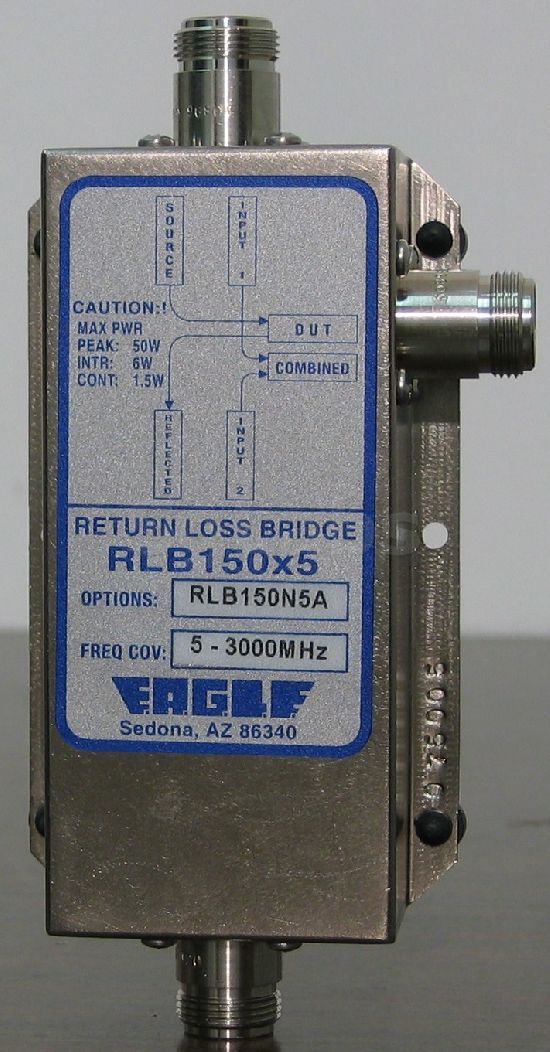 SOURCE
INPUT 1
CAUTION:!
MAX PWR
PEAK: 50W
INTR: 6W
CONT: 1.5W
DUT
COMBINED
REFLECTED
INPUT 2
RETURN LOSS BRIDGE
RLB150x5
OPTIONS: RLB150N5A
FREQ COV: 5 - 3000MHz
EAGLE
Sedona, AZ 86340